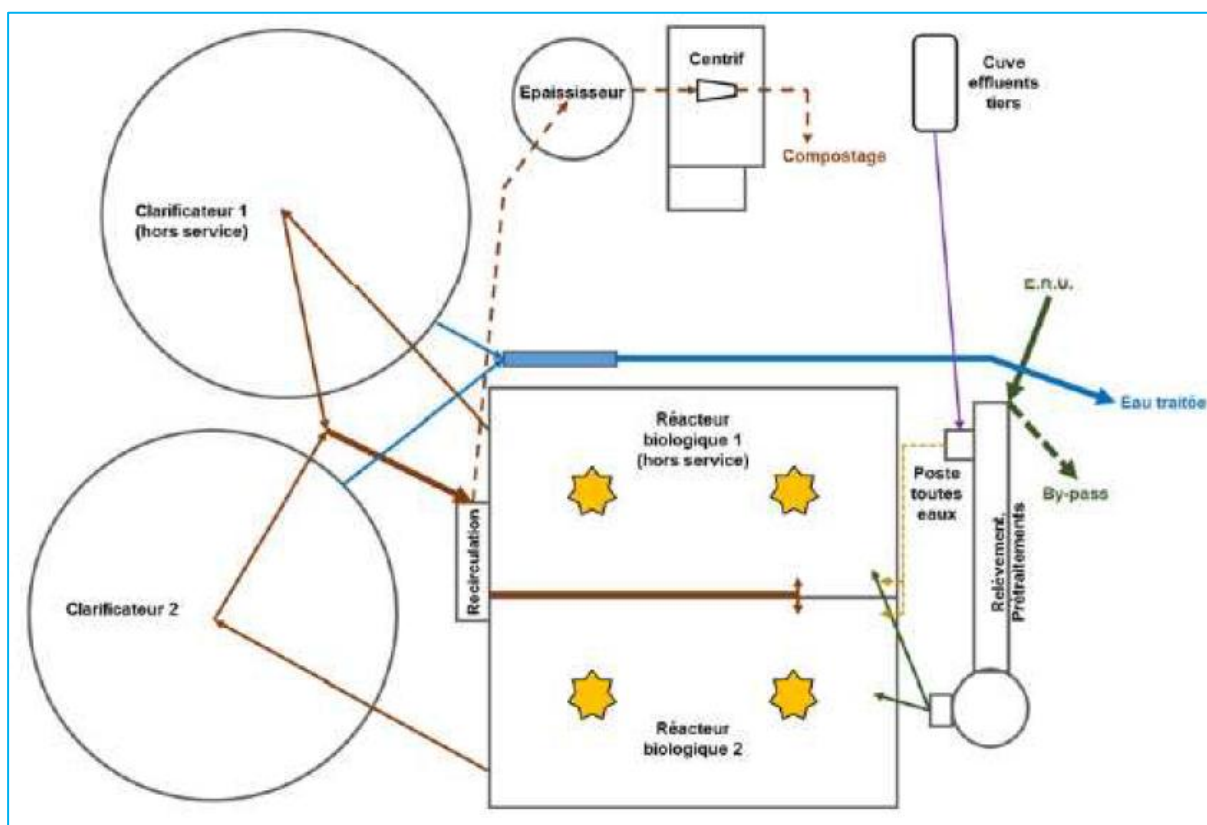 Epaississeur
Centrif
Cuve
effluents
tiers
Compostage
Clarificateur 1
(hors service)
E.R.U.
Eau traitée
Réacteur
biologique 1
(hors service)
Poste
toutes
eaux
By-pass
Relèvement,
Prétraitements
Recirculation
Clarificateur 2
Réacteur
biologique 2